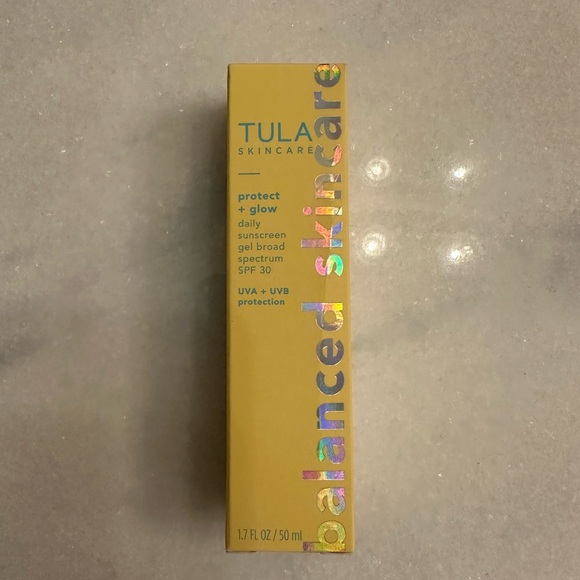 TULA
SKINCARE
protect
+ glow
daily
sunscreen
gel broad
spectrum
SPF 30
UVA + UVB
protection
1.7 FL OZ / 50 ml
balanced skincare